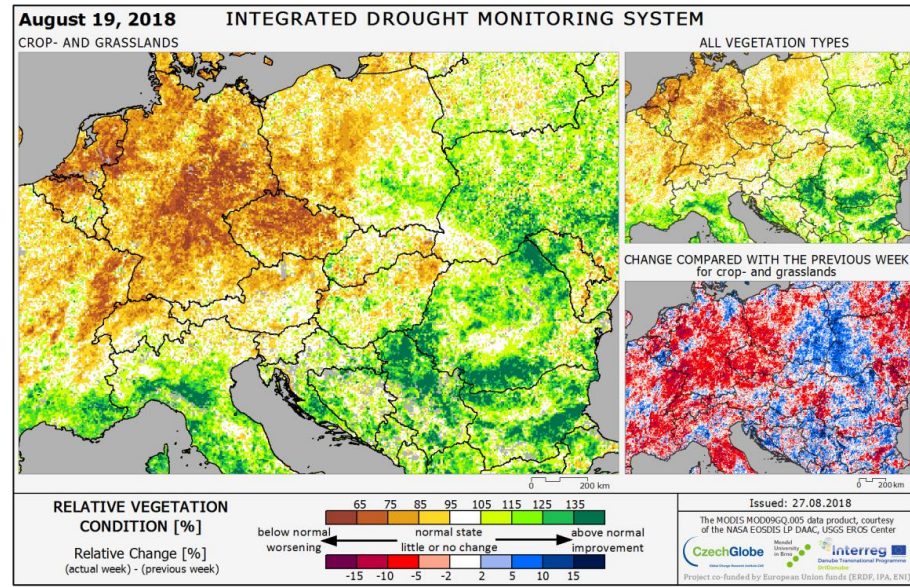 August 19, 2018
INTEGRATED DROUGHT MONITORING SYSTEM
CROP- AND GRASSLANDS
ALL VEGETATION TYPES
CHANGE COMPARED WITH THE PREVIOUS WEEK
for crop- and grasslands
0 200 km
0 200 km
RELATIVE VEGETATION
CONDITION [%]
Relative Change [%]
(actual week) - (previous week)
65 75 85 95 105 115 125 135
below normal normal state above normal
worsening little or no change improvement
-15 -10 -5 -2 2 5 10 15
Issued: 27.08.2018
The MODIS MOD09GQ.005 data product, courtesy
of the NASA EOSDIS LP DAAC, USGS EROS Center
CzechGlobe
Mendel
University
in Brno
Interreg
Danube Transnational Programme
DriDanube
Project co-funded by European Union funds (ERDF, IPA, ENI)